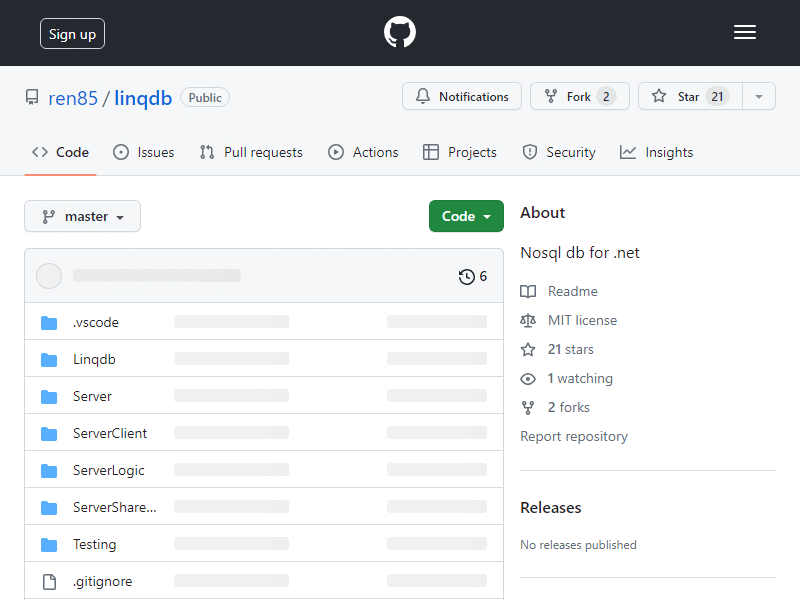 Sign up
ren85 / linqdb Public
Notifications
Fork 2
Star 21
Code
Issues
Pull requests
Actions
Projects
Security
Insights
master
Code
6
.vscode
Linqdb
Server
ServerClient
ServerLogic
ServerShare...
Testing
.gitignore
About
Nosql db for .net
Readme
MIT license
21 stars
1 watching
2 forks
Report repository
Releases
No releases published